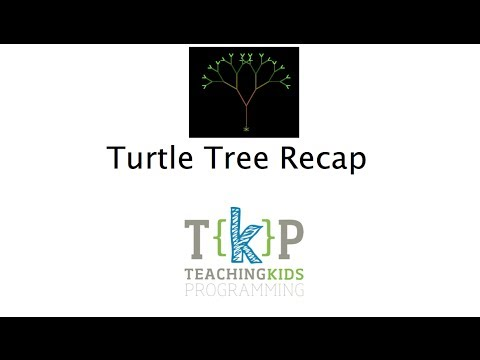 Turtle Tree Recap
T{k}P
TEACHINGKIDS
PROGRAMMING